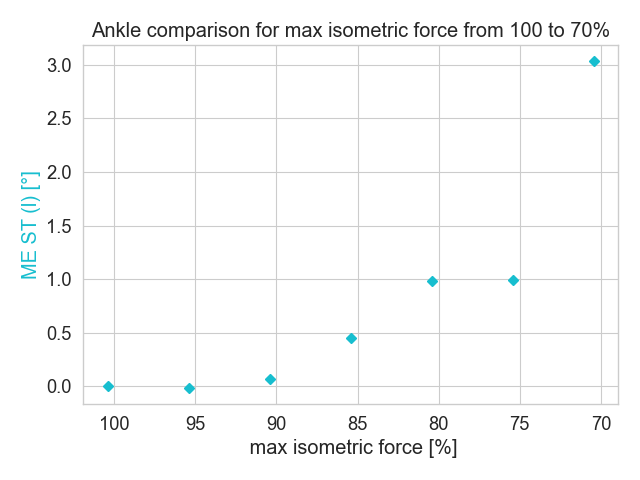 Ankle comparison for max isometric force from 100 to 70%
3.0
2.5
2.0
1.5
1.0
0.5
0.0
ME ST (l) [°]
100 95 90 85 80 75 70
max isometric force [%]